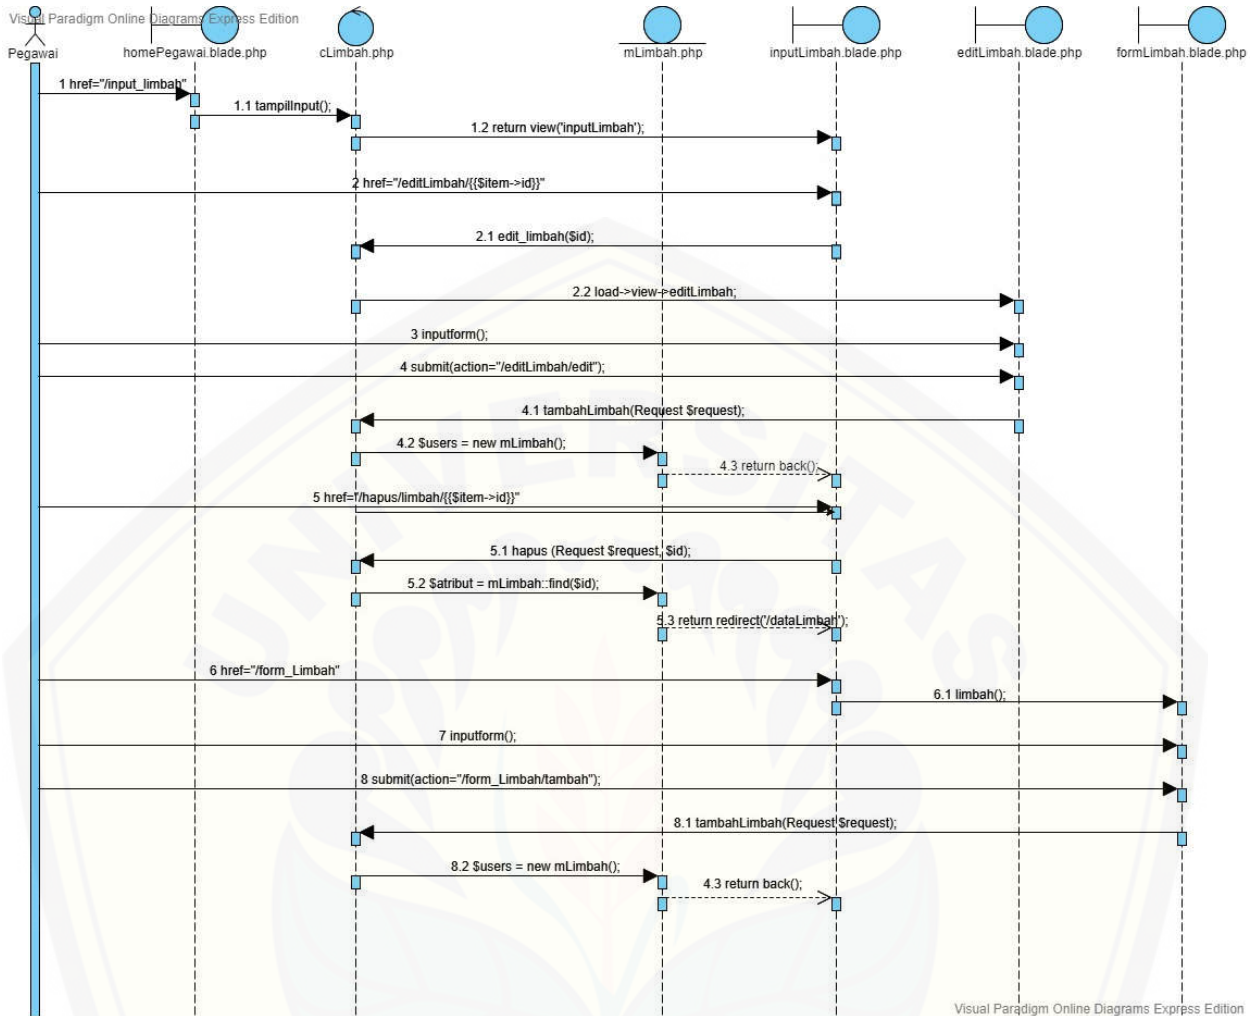 Visual Paradigm Online Diagrams Express Edition
Pegawai
homePegawai.blade.php
cLimbah.php
mLimbah.php
inputLimbah.blade.php
editLimbah.blade.php
formLimbah.blade.php
1 href="/input_limbah"
1.1 tampilInput();
1.2 return view('inputLimbah');
2 href="/editLimbah/{{$item->id}}"
2.1 edit_limbah($id);
2.2 load->view->editLimbah;
3 inputform();
4 submit(action="/editLimbah/edit");
4.1 tambahLimbah(Request $request);
4.2 $users = new mLimbah();
4.3 return back();
5 href="/hapus/limbah/{{$item->id}}"
5.1 hapus (Request $request, $id);
5.2 $atribut = mLimbah::find($id);
5.3 return redirect('/dataLimbah');
6 href="/form_Limbah"
6.1 limbah();
7 inputform();
8 submit(action="/form_Limbah/tambah");
8.1 tambahLimbah(Request $request);
8.2 $users = new mLimbah();
4.3 return back();
UNIVERSITAS
Visual Paradigm Online Diagrams Express Edition